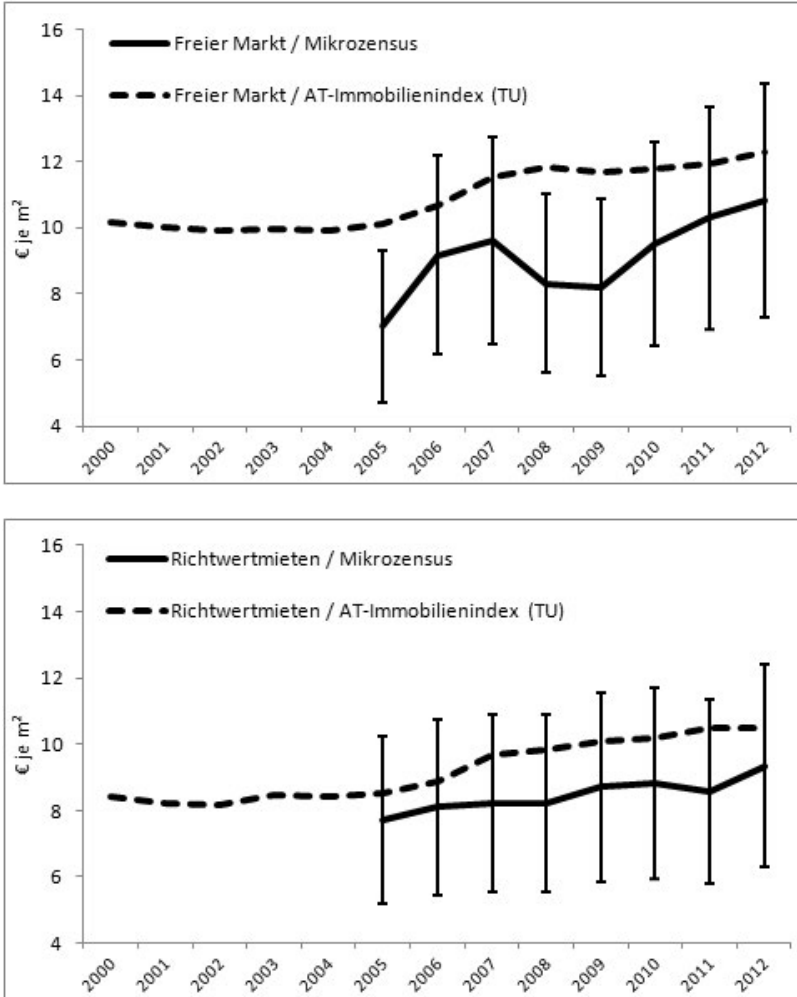 16
Freier Markt / Mikrozensus
14
Freier Markt / AT-Immobilienindex (TU)
12
10
€ je m²
8
6
4
2000 2001 2002 2003 2004 2005 2006 2007 2008 2009 2010 2011 2012
16
Richtwertmieten / Mikrozensus
14
Richtwertmieten / AT-Immobilienindex (TU)
12
10
€ je m²
8
6
4
2000 2001 2002 2003 2004 2005 2006 2007 2008 2009 2010 2011 2012